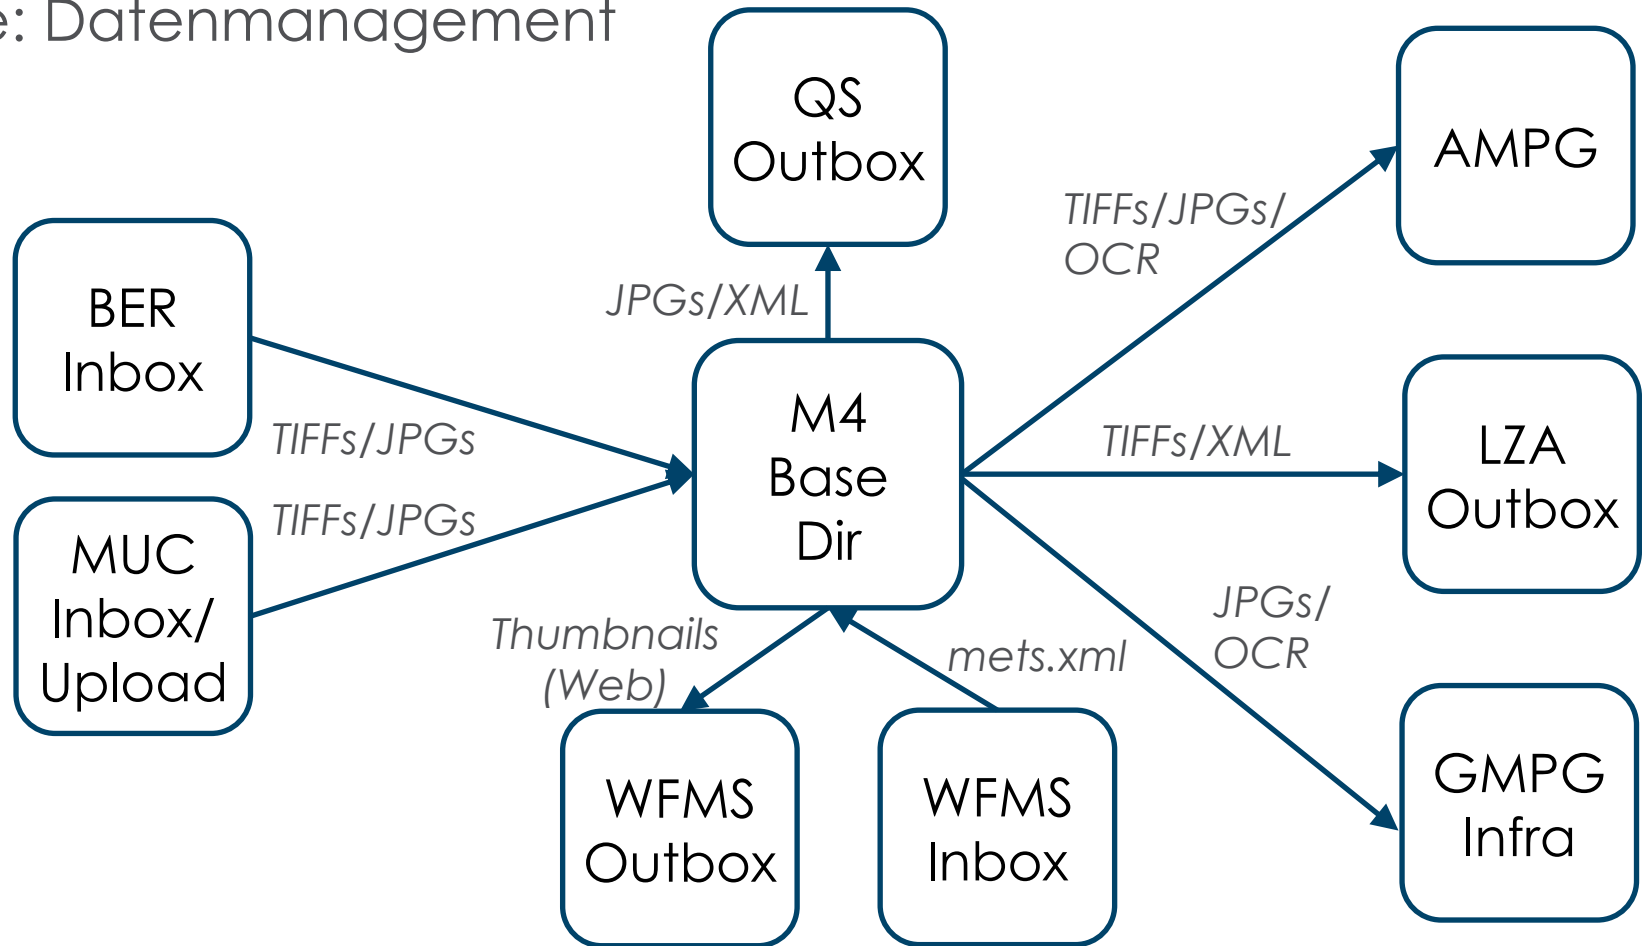 e: Datenmanagement
QS
Outbox
AMPG
TIFFs/JPGs/
OCR
JPGs/XML
BER
Inbox
TIFFs/JPGs
M4
Base
Dir
TIFFs/XML
LZA
Outbox
TIFFs/JPGs
MUC
Inbox/
Upload
Thumbnails
(Web)
mets.xml
JPGs/
OCR
WFMS
Outbox
WFMS
Inbox
GMPG
Infra